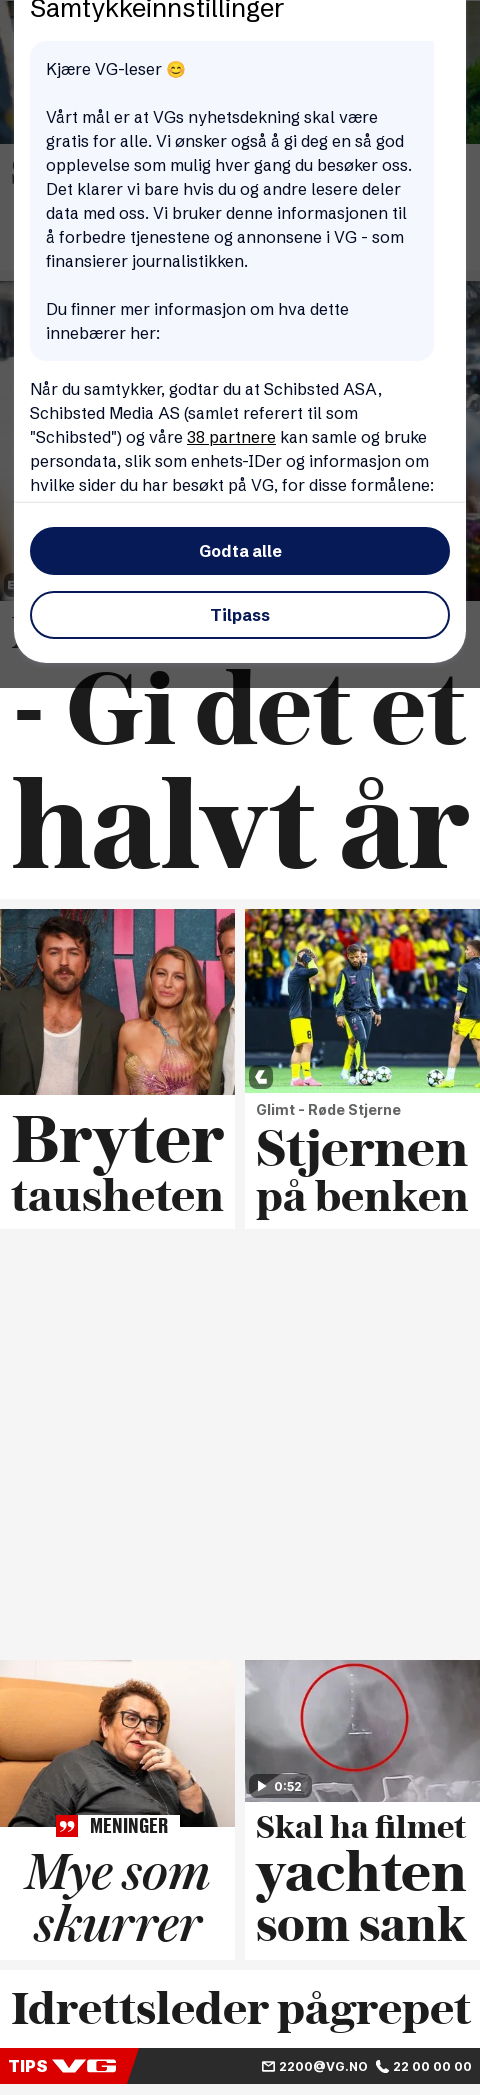 Samtykkeinnstillinger
Kjære VG-leser 😊
Vårt mål er at VGs nyhetsdekning skal være
gratis for alle. Vi ønsker også å gi deg en så god
opplevelse som mulig hver gang du besøker oss.
Det klarer vi bare hvis du og andre lesere deler
data med oss. Vi bruker denne informasjonen til
å forbedre tjenestene og annonsene i VG - som
finansierer journalistikken.
Du finner mer informasjon om hva dette
innebærer her:
Når du samtykker, godtar du at Schibsted ASA,
Schibsted Media AS (samlet referert til som
"Schibsted") og våre 38 partnere kan samle og bruke
persondata, slik som enhets-IDer og informasjon om
hvilke sider du har besøkt på VG, for disse formålene:
Godta alle
Tilpass
- Gi det et
halvt år
Bryter
tausheten
Glimt - Røde Stjerne
Stjernen
på benken
MENINGER
Mye som
skurrer
0:52
Skal ha filmet
yachten
som sank
Idrettsleder pågrepet
TIPS VG 2200@VG.NO 22 00 00 00